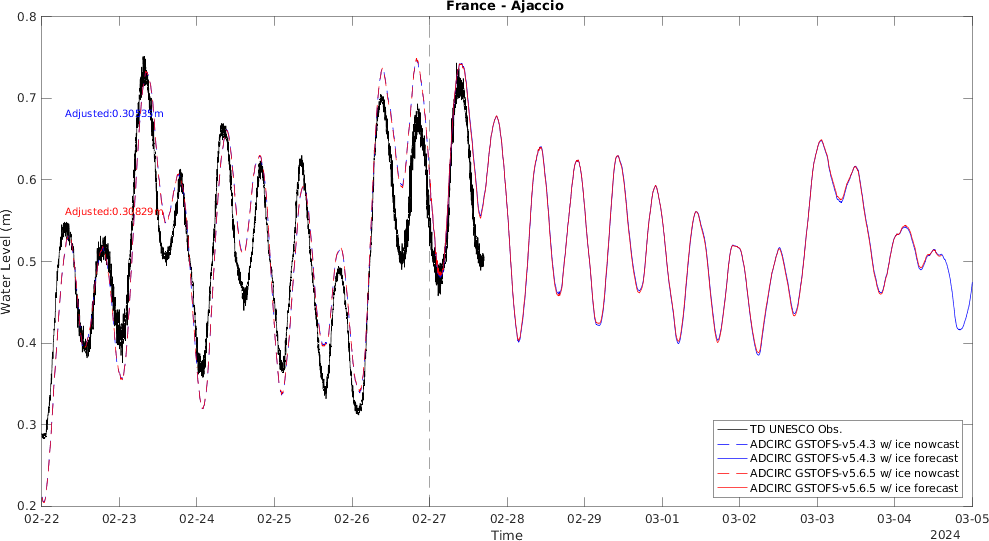 France - Ajaccio
0.8
0.7
0.6
0.5
0.4
0.3
0.2
Water Level (m)
Adjusted:0.30535m
Adjusted:0.30829m
TD UNESCO Obs.
ADCIRC GSTOFS-v5.4.3 w/ ice nowcast
ADCIRC GSTOFS-v5.4.3 w/ ice forecast
ADCIRC GSTOFS-v5.6.5 w/ ice nowcast
ADCIRC GSTOFS-v5.6.5 w/ ice forecast
02-22 02-23 02-24 02-25 02-26 02-27 02-28 02-29 03-01 03-02 03-03 03-04 03-05
Time
2024